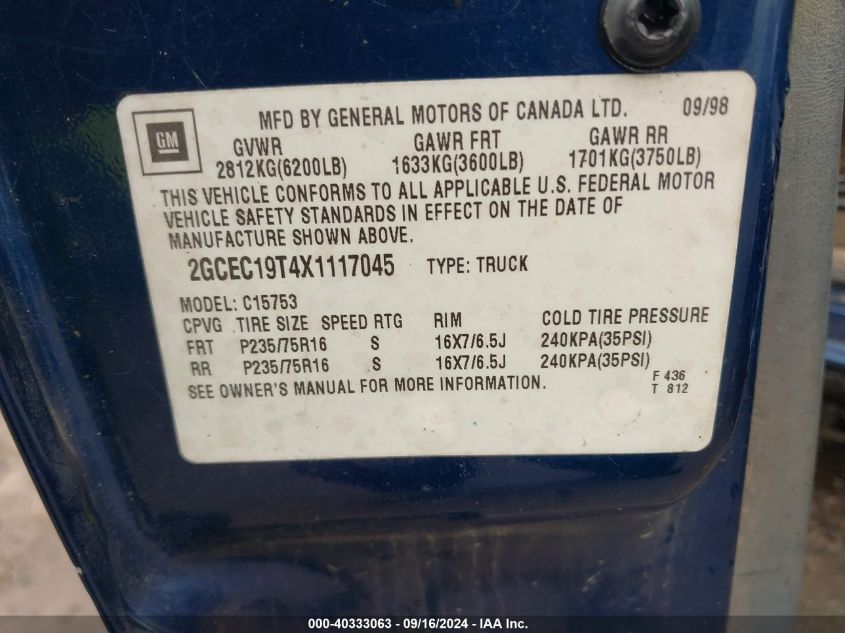 MFD BY GENERAL MOTORS OF CANADA LTD. 09/98
GM
GVWR GAWR FRT GAWR RR
2812KG(6200LB) 1633KG(3600LB) 1701KG(3750LB)
THIS VEHICLE CONFORMS TO ALL APPLICABLE U.S. FEDERAL MOTOR
VEHICLE SAFETY STANDARDS IN EFFECT ON THE DATE OF
MANUFACTURE SHOWN ABOVE.
2GCEC19T4X1117045 TYPE: TRUCK
MODEL: C15753
CPVG TIRE SIZE SPEED RTG RIM COLD TIRE PRESSURE
FRT P235/75R16 S 16X7/6.5J 240KPA(35PSI)
RR P235/75R16 S 16X7/6.5J 240KPA(35PSI)
SEE OWNER'S MANUAL FOR MORE INFORMATION. F 436
T 812
000-40333063 - 09/16/2024 - IAA Inc.